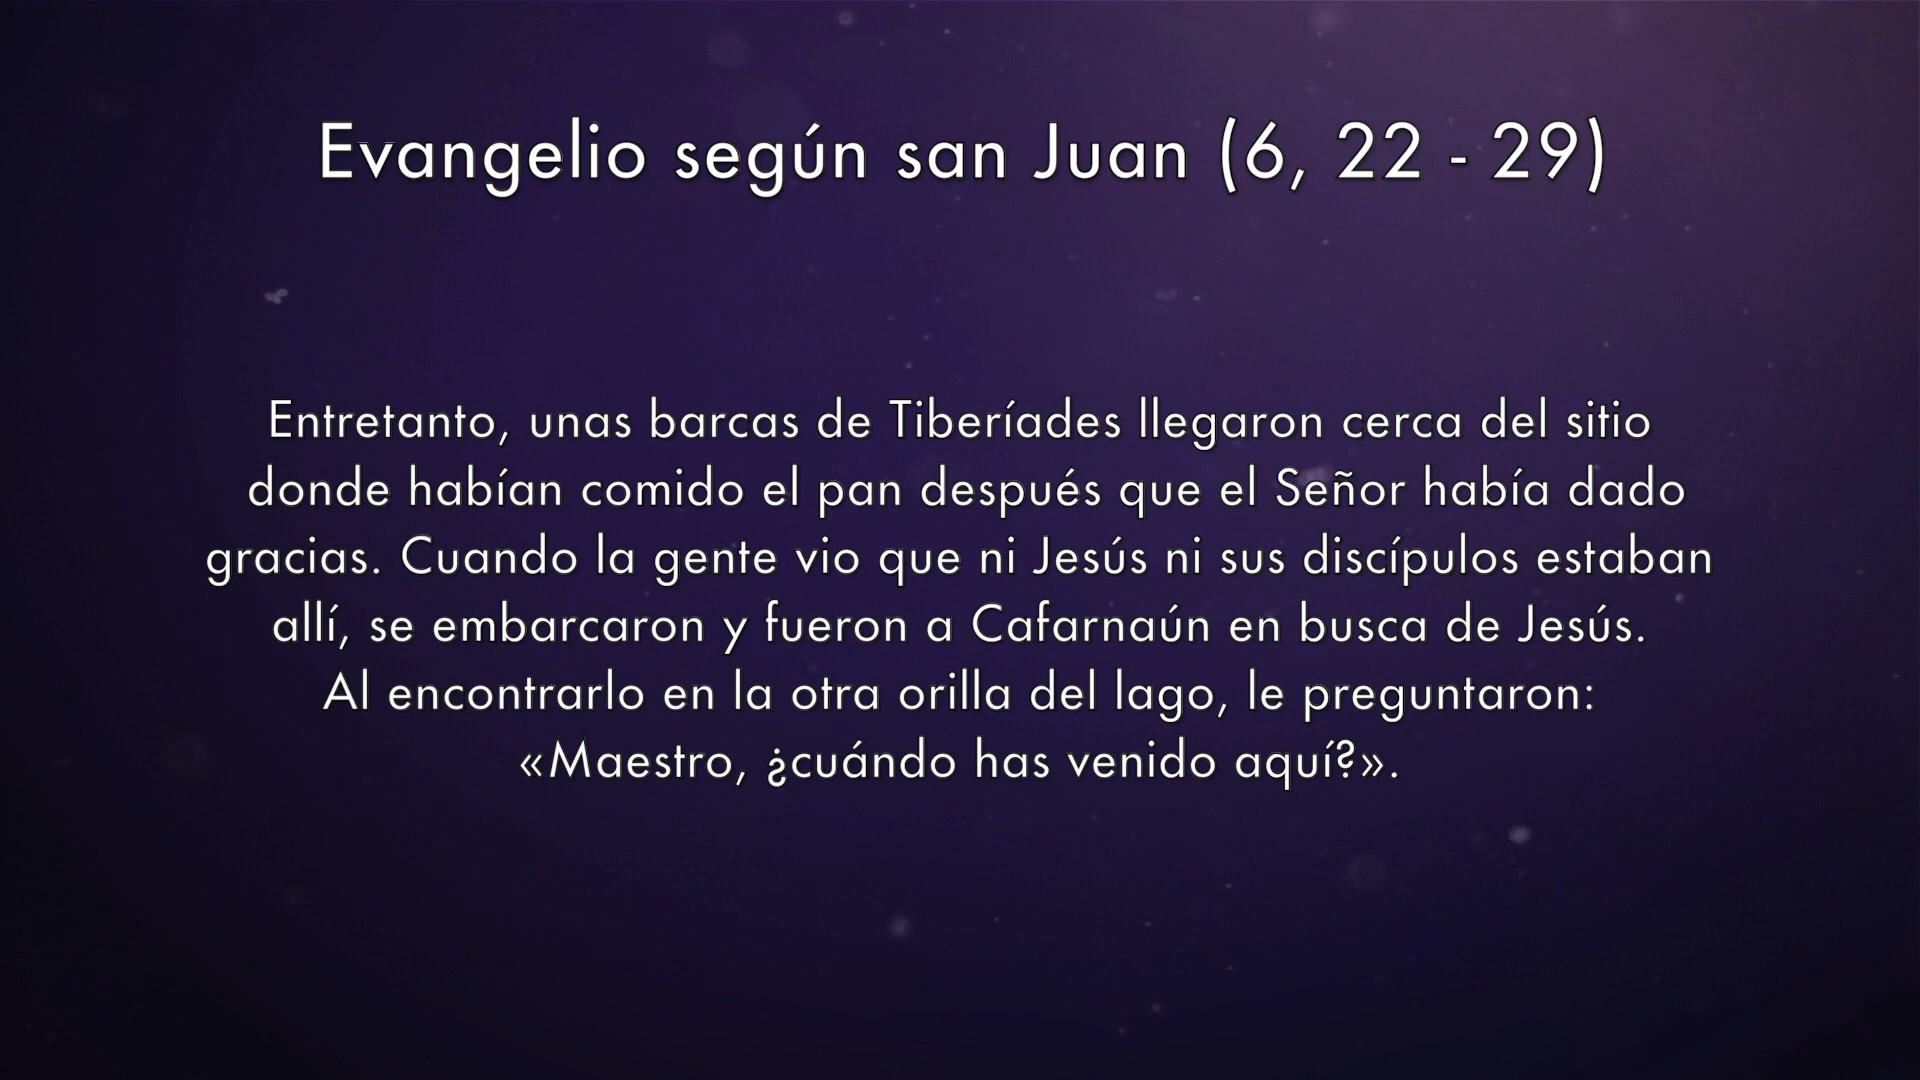 Evangelio según san Juan (6, 22 - 29)
Entretanto, unas barcas de Tiberíades llegaron cerca del sitio
donde habían comido el pan después que el Señor había dado
gracias. Cuando la gente vio que ni Jesús ni sus discípulos estaban
allí, se embarcaron y fueron a Cafarnaún en busca de Jesús.
Al encontrarlo en la otra orilla del lago, le preguntaron:
«Maestro, ¿cuándo has venido aquí?».